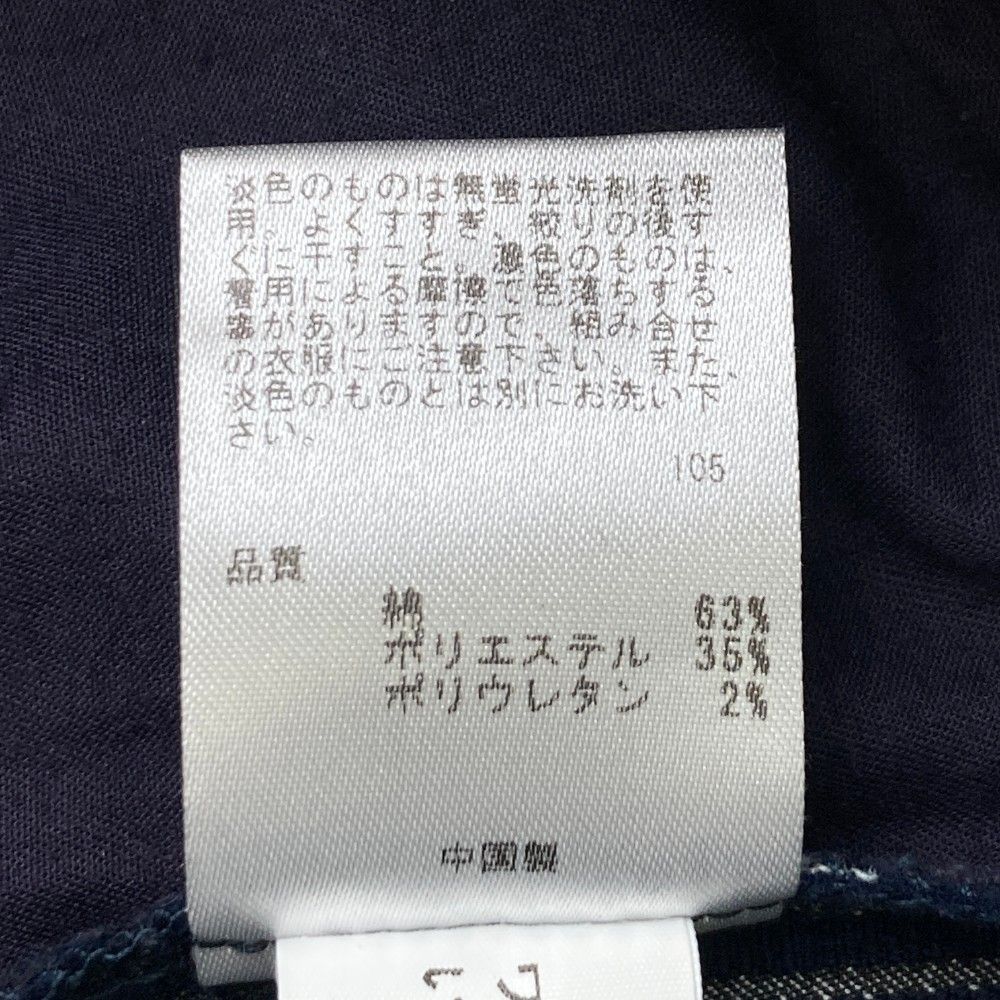 淡色のものは無蛍光洗剤を使
用。よくすすぎ、絞りの後す
ぐに干すこと。濃色のものは、
着用による摩擦で色落ちする
がありますので、組み合せ
の衣服にご注意下さい。また、
淡色のものとは別にお洗い下
さい。
105
品質
綿 63%
ポリエステル 35%
ポリウレタン 2%
中国製